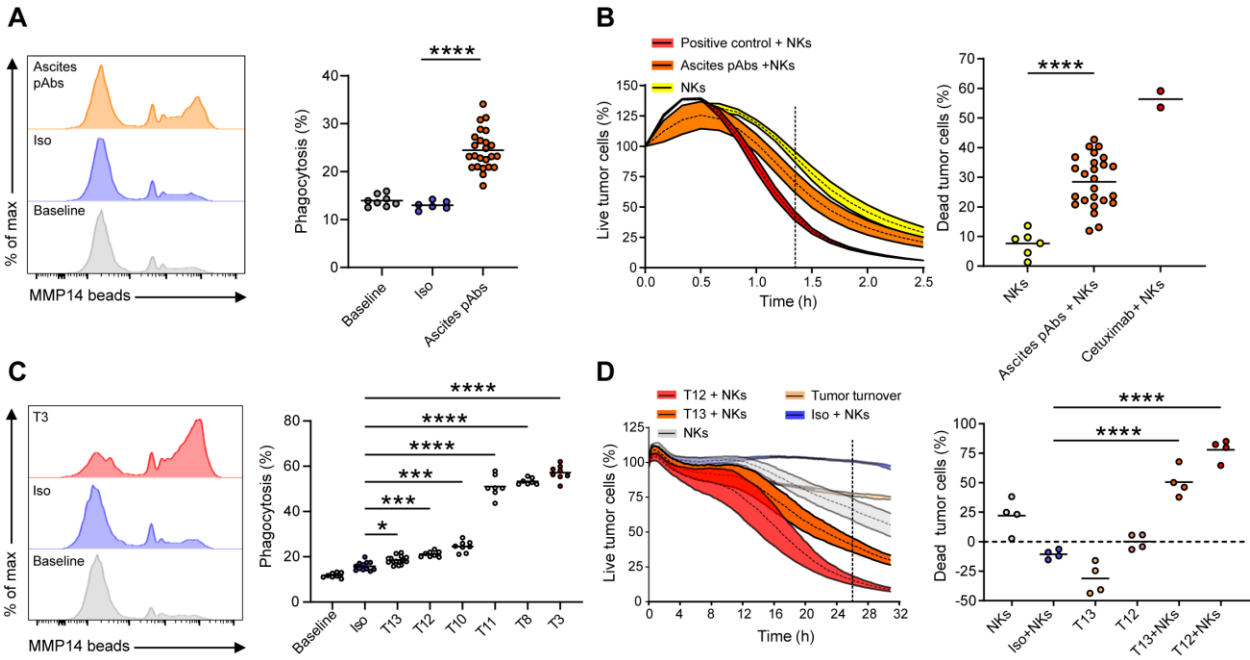 A
Ascites
pAbs
Iso
Baseline
% of max
MMP14 beads
****
Phagocytosis (%)
40
30
20
10
0
Baseline
Iso
Ascites pAbs
B
Positive control + NKs
Ascites pAbs +NKs
NKs
Live tumor cells (%)
150
125
100
75
50
25
0
0.0 0.5 1.0 1.5 2.0 2.5
Time (h)
****
Dead tumor cells (%)
70
60
50
40
30
20
10
0
NKs
Ascites pAbs + NKs
Cetuximab+ NKs
C
T3
Iso
Baseline
% of max
MMP14 beads
****
****
****
***
***
*
Phagocytosis (%)
80
60
40
20
0
Baseline
Iso
T13
T12
T10
T11
T8
T3
D
T12 + NKs
T13 + NKs
NKs
Tumor turnover
Iso + NKs
Live tumor cells (%)
125
100
75
50
25
0
0 4 8 12 16 20 24 28 32
Time (h)
****
****
Dead tumor cells (%)
100
75
50
25
0
-25
-50
NKs
Iso+NKs
T13
T12
T13+NKs
T12+NKs